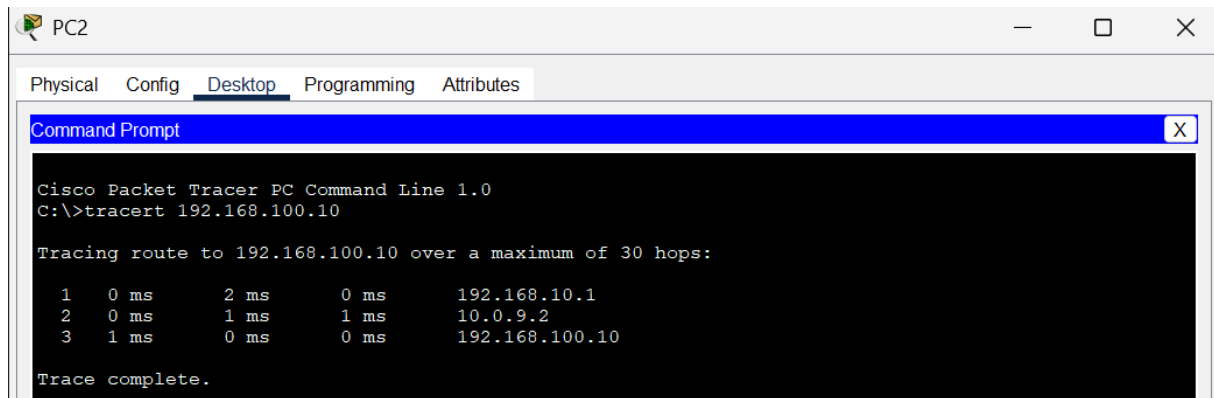 PC2
Physical Config Desktop Programming Attributes
Command Prompt X
Cisco Packet Tracer PC Command Line 1.0
C:\>tracert 192.168.100.10
Tracing route to 192.168.100.10 over a maximum of 30 hops:
1 0 ms 2 ms 0 ms 192.168.10.1
2 0 ms 1 ms 1 ms 10.0.9.2
3 1 ms 0 ms 0 ms 192.168.100.10
Trace complete.